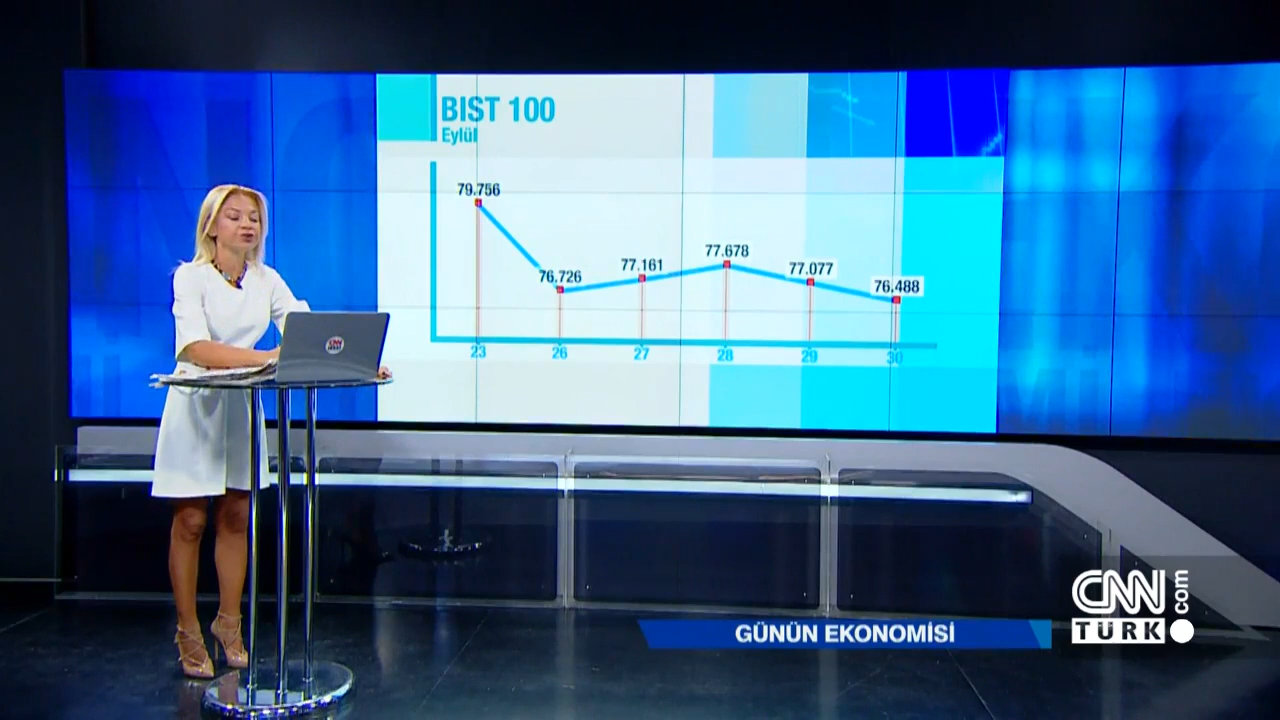 BIST 100
Eylül
79.756
76.726
77.161
77.678
77.077
76.488
23
26
27
28
29
30
CNN
GÜNÜN EKONOMİSİ
CNN
TÜRK
.com